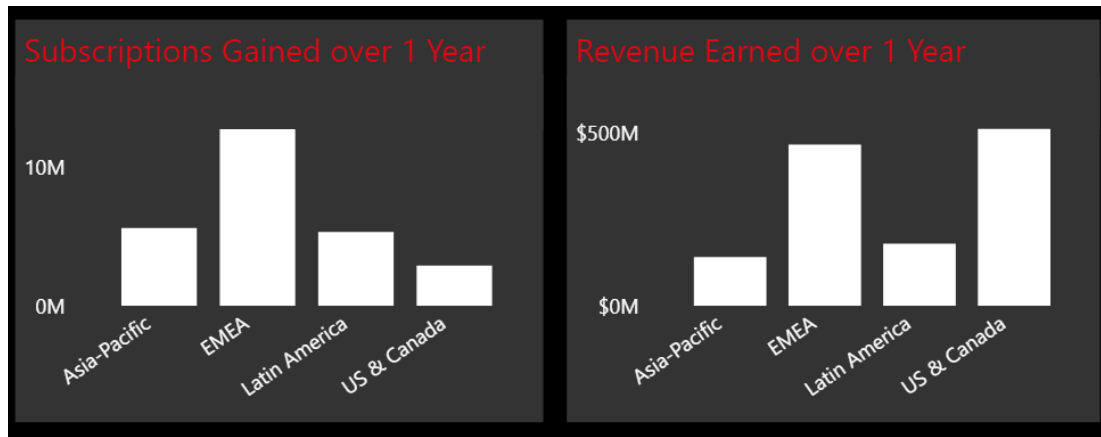 Subscriptions Gained over 1 Year
10M
0M
Asia-Pacific
EMEA
Latin America
US & Canada
Revenue Earned over 1 Year
$500M
$0M
Asia-Pacific
EMEA
Latin America
US & Canada